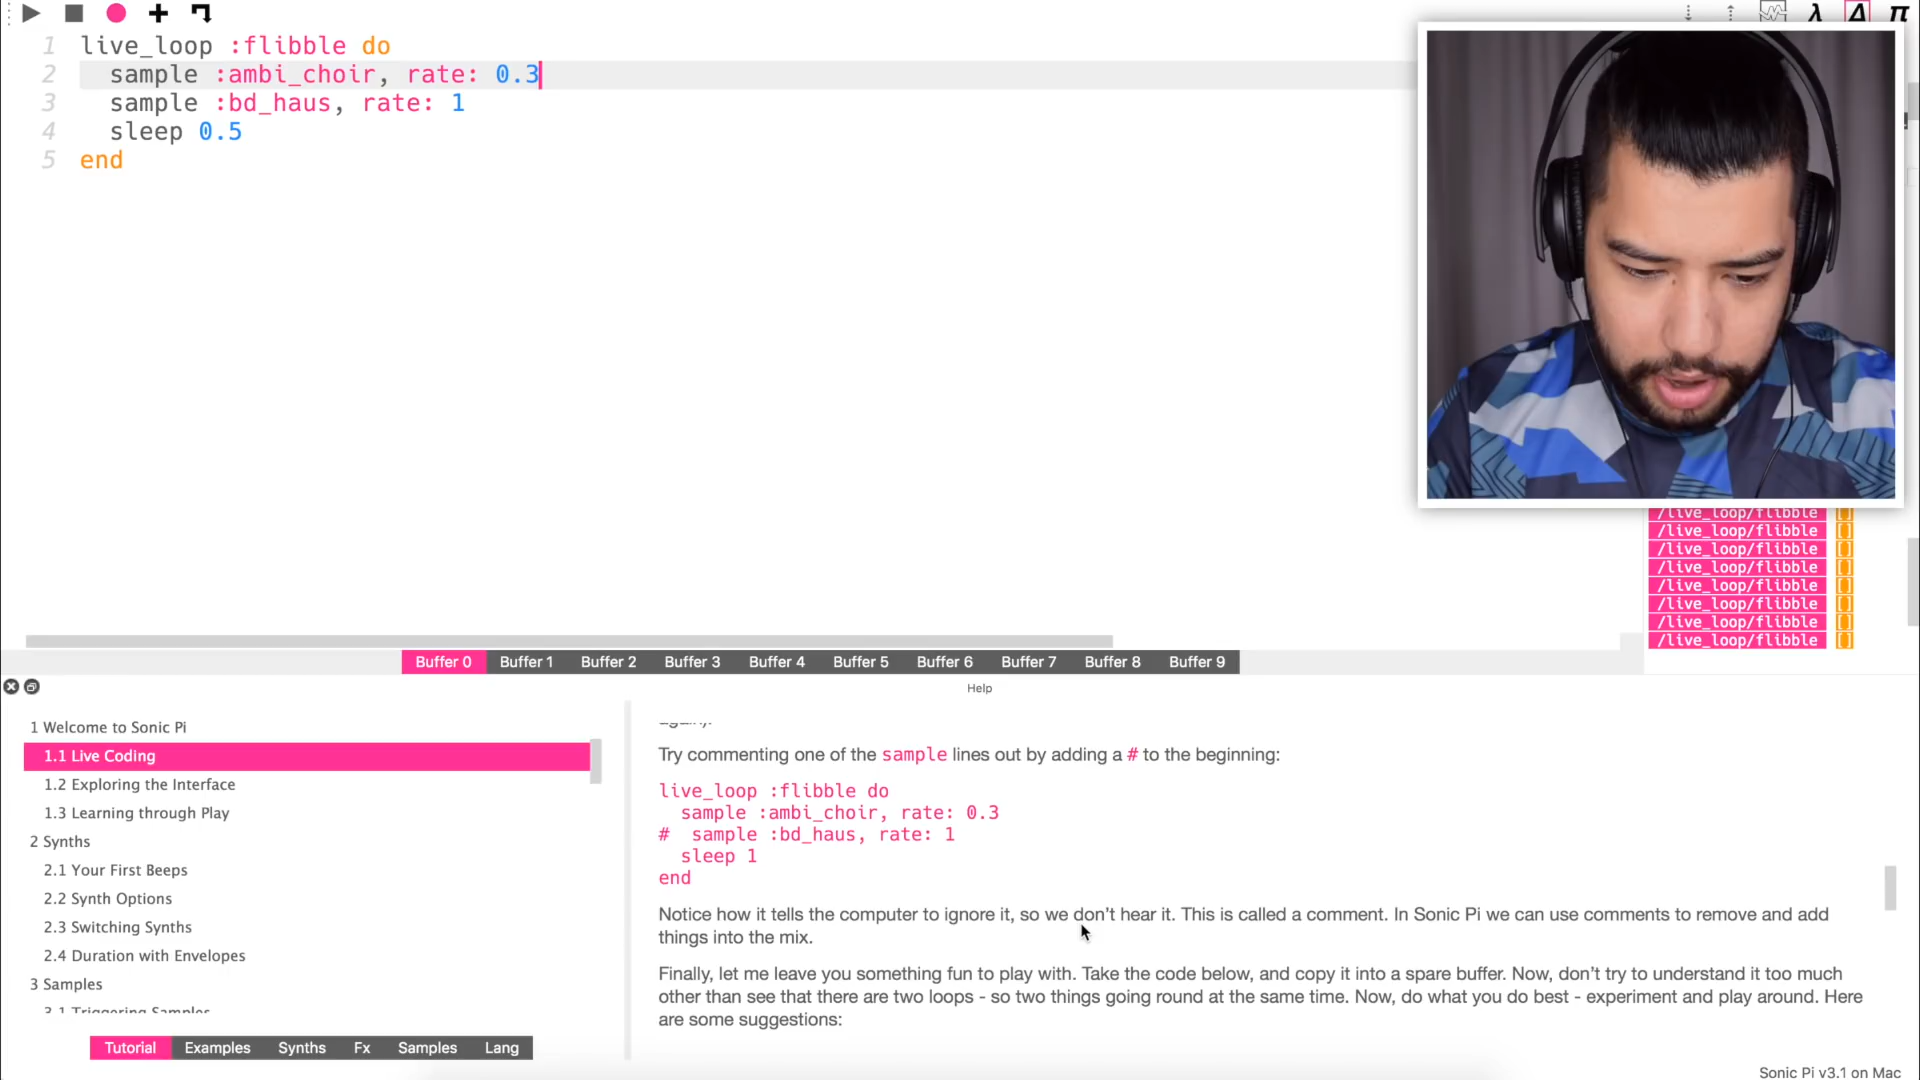 1 live_loop :flibble do
2 sample :ambi_choir, rate: 0.3
3 sample :bd_haus, rate: 1
4 sleep 0.5
5 end
/live_loop/flibble []
/live_loop/flibble []
/live_loop/flibble []
/live_loop/flibble []
/live_loop/flibble []
/live_loop/flibble []
/live_loop/flibble []
/live_loop/flibble []
Buffer 0 Buffer 1 Buffer 2 Buffer 3 Buffer 4 Buffer 5 Buffer 6 Buffer 7 Buffer 8 Buffer 9
Help
1 Welcome to Sonic Pi
1.1 Live Coding
1.2 Exploring the Interface
1.3 Learning through Play
2 Synths
2.1 Your First Beeps
2.2 Synth Options
2.3 Switching Synths
2.4 Duration with Envelopes
3 Samples
3.1 Triggering Samples
Tutorial Examples Synths Fx Samples Lang
again).
Try commenting one of the sample lines out by adding a # to the beginning:
live_loop :flibble do
sample :ambi_choir, rate: 0.3
# sample :bd_haus, rate: 1
sleep 1
end
Notice how it tells the computer to ignore it, so we don't hear it. This is called a comment. In Sonic Pi we can use comments to remove and add
things into the mix.
Finally, let me leave you something fun to play with. Take the code below, and copy it into a spare buffer. Now, don't try to understand it too much
other than see that there are two loops - so two things going round at the same time. Now, do what you do best - experiment and play around. Here
are some suggestions:
Sonic Pi v3.1 on Mac